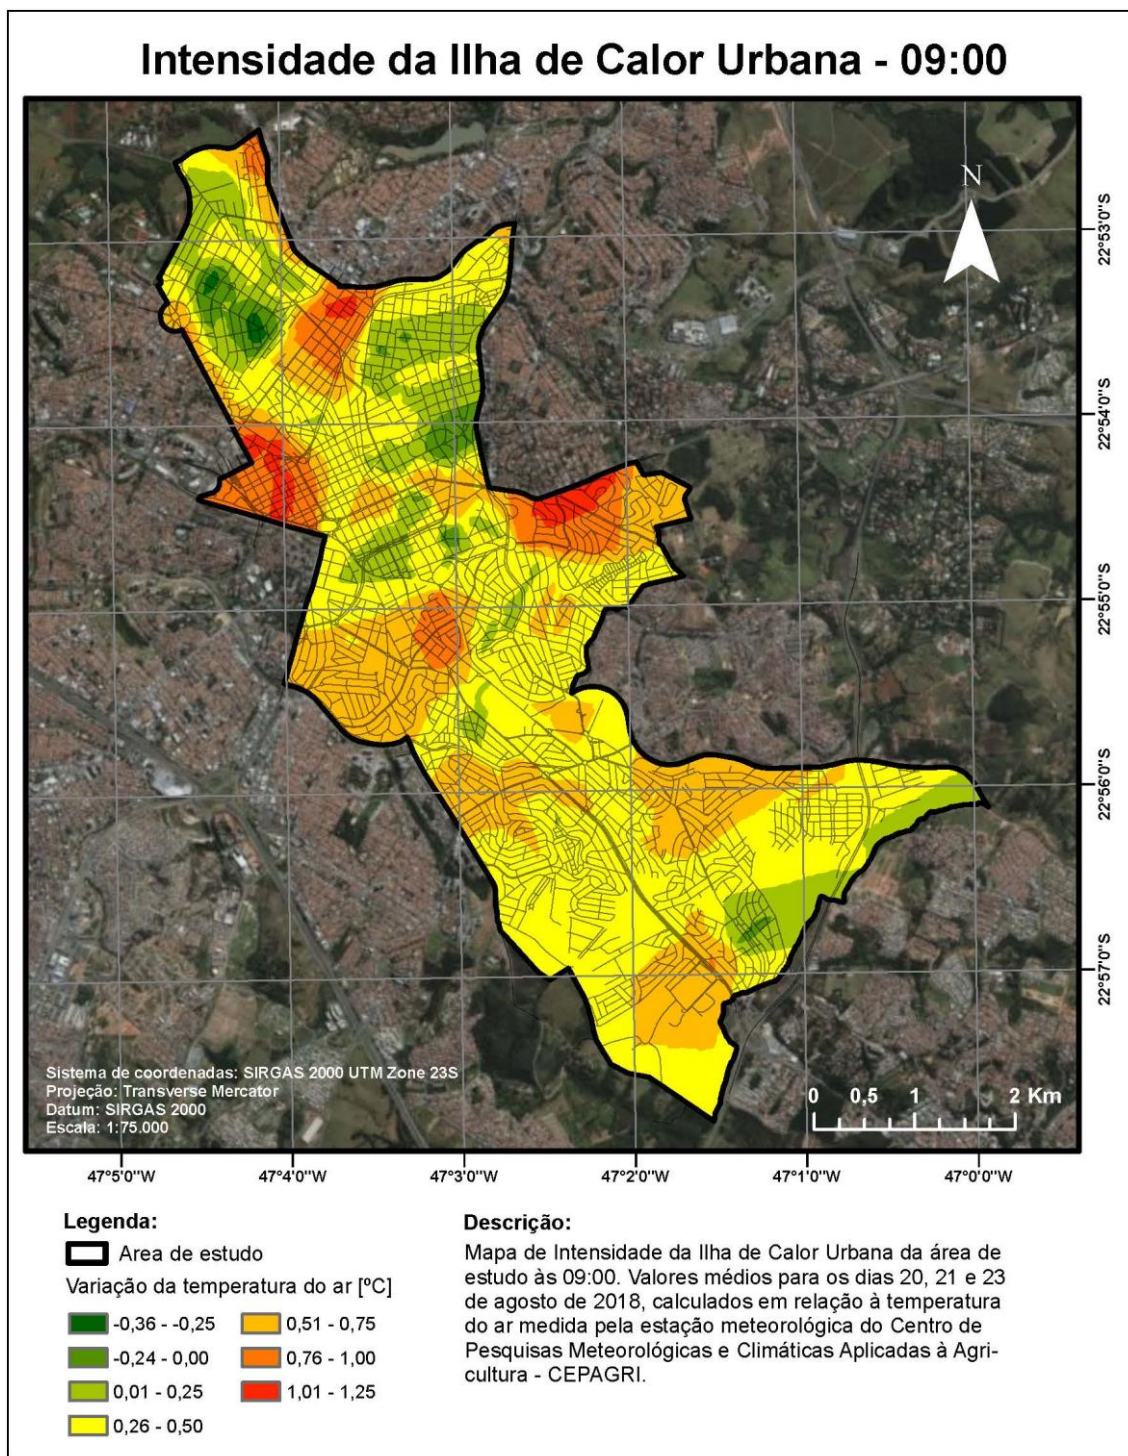 Intensidade da Ilha de Calor Urbana - 09:00
N
22°53'0"S
22°54'0"S
22°55'0"S
22°56'0"S
22°57'0"S
Sistema de coordenadas: SIRGAS 2000 UTM Zone 23S
Projeção: Transverse Mercator
Datum: SIRGAS 2000
Escala: 1:75.000
0 0,5 1 2 Km
47°5'0"W 47°4'0"W 47°3'0"W 47°2'0"W 47°1'0"W 47°0'0"W
Legenda:
Area de estudo
Variação da temperatura do ar [ºC]
-0,36 - -0,25
-0,24 - 0,00
0,01 - 0,25
0,26 - 0,50
0,51 - 0,75
0,76 - 1,00
1,01 - 1,25
Descrição:
Mapa de Intensidade da Ilha de Calor Urbana da área de
estudo às 09:00. Valores médios para os dias 20, 21 e 23
de agosto de 2018, calculados em relação à temperatura
do ar medida pela estação meteorológica do Centro de
Pesquisas Meteorológicas e Climáticas Aplicadas à Agri-
cultura - CEPAGRI.